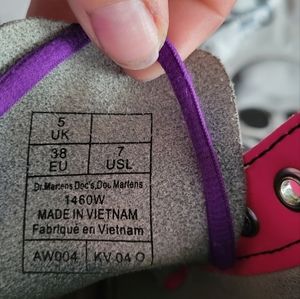 5
UK
38 7
EU USL
Dr.Martens Doc's,Doc Martens
1460W
MADE IN VIETNAM
Fabriqué en Vietnam
AW004 KV 04 O